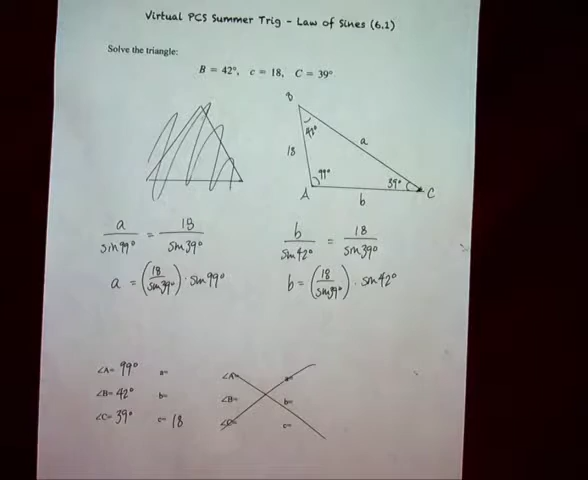 Virtual PCS Summer Trig - Law of Sines (6.1)
Solve the triangle:
B = 42°, c = 18, C = 39°
B
42°
a
18
99°
39°
A
b
C
a / sin 99° = 18 / sin 39°
b / sin 42° = 18 / sin 39°
a = (18 / sin 39°) · sin 99°
b = (18 / sin 39°) · sin 42°
∠A= 99° a= ∠A= a=
∠B= 42° b= ∠B= b=
∠C= 39° c= 18 ∠C= c=